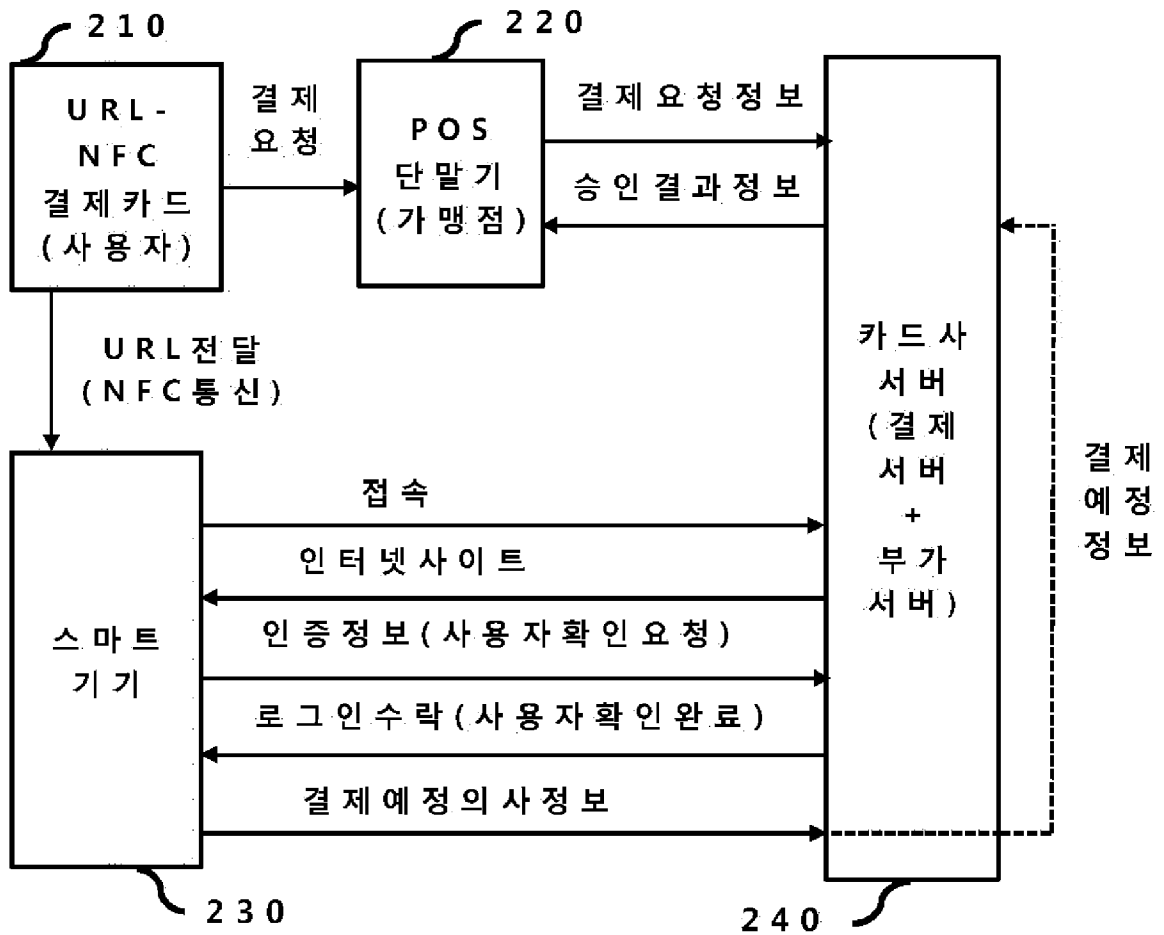 210
URL-
NFC
결제카드
(사용자)
결제
요청
220
POS
단말기
(가맹점)
결제요청정보
승인결과정보
URL전달
(NFC통신)
카드사
서버
(결제
서버
+
부가
서버)
결제
예정
정보
스마트
기기
접속
인터넷사이트
인증정보(사용자확인요청)
로그인수락(사용자확인완료)
결제예정의사정보
230
240